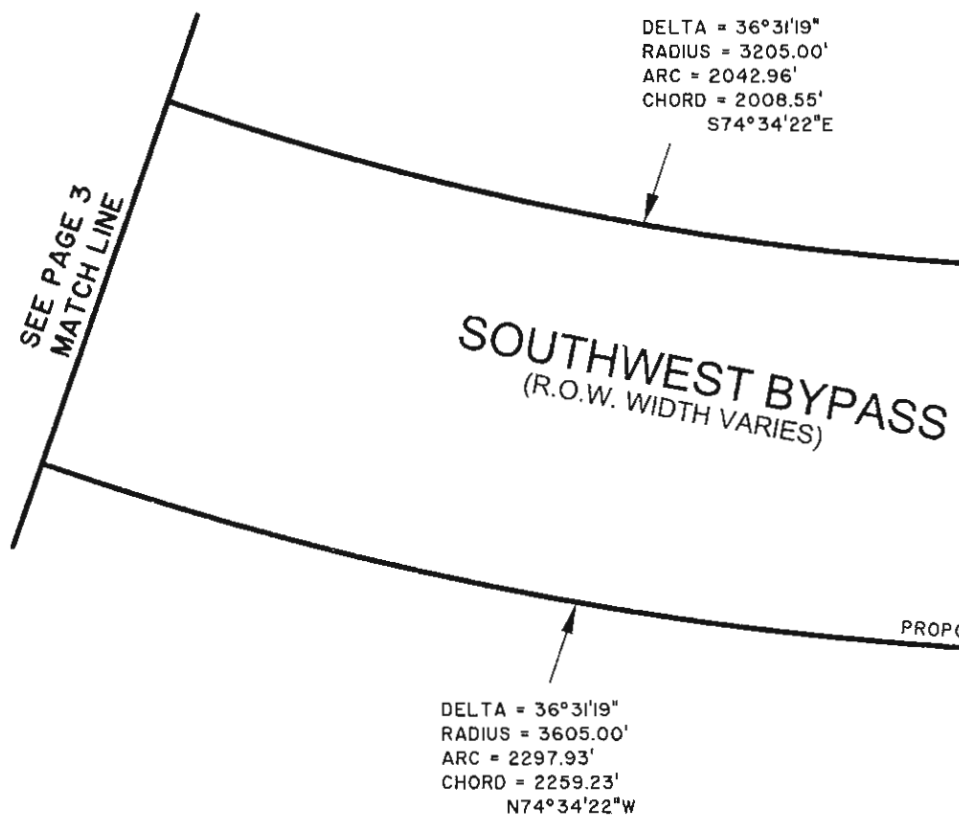 DELTA = 36°31'19"
RADIUS = 3205.00'
ARC = 2042.96'
CHORD = 2008.55'
S74°34'22"E
SEE PAGE 3
MATCH LINE
SOUTHWEST BYPASS
(R.O.W. WIDTH VARIES)
PROPO
DELTA = 36°31'19"
RADIUS = 3605.00'
ARC = 2297.93'
CHORD = 2259.23'
N74°34'22"W